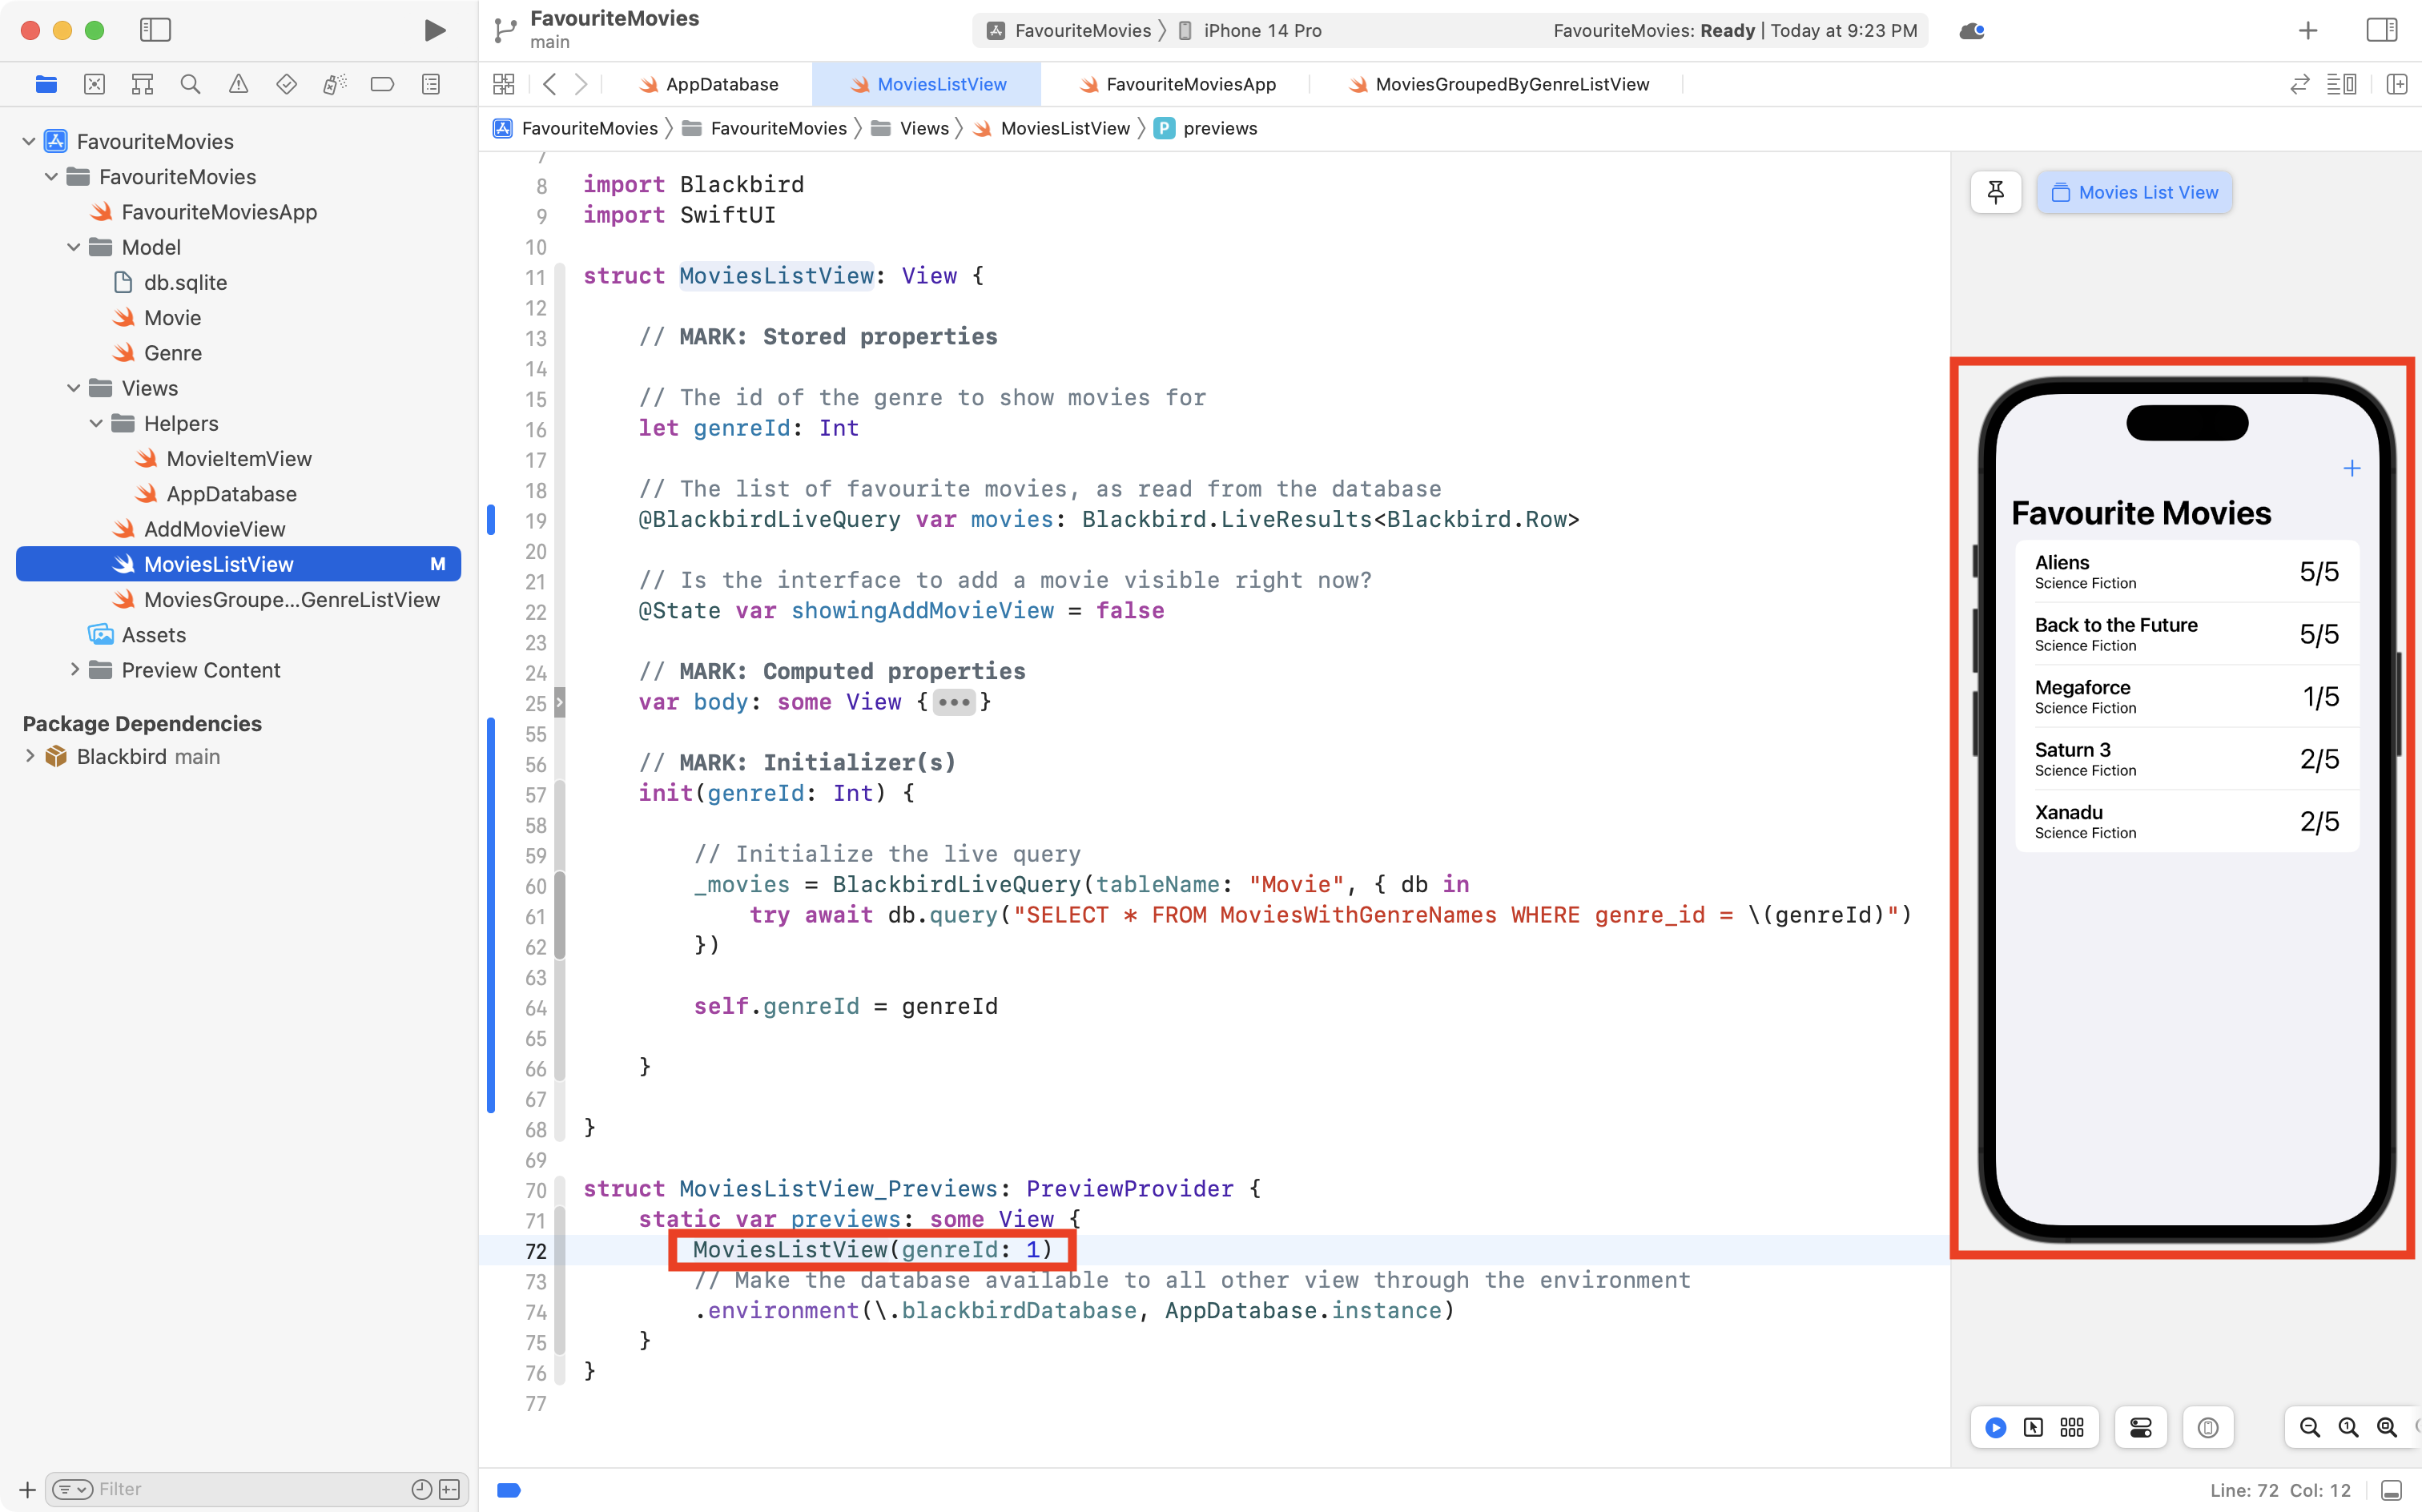 FavouriteMovies
main
FavouriteMovies
iPhone 14 Pro
FavouriteMovies: Ready | Today at 9:23 PM
AppDatabase
MoviesListView
FavouriteMoviesApp
MoviesGroupedByGenreListView
FavouriteMovies
FavouriteMovies
Views
MoviesListView
P
previews
FavouriteMovies
FavouriteMovies
FavouriteMoviesApp
Model
db.sqlite
Movie
Genre
Views
Helpers
MovieItemView
AppDatabase
AddMovieView
MoviesListView M
MoviesGroupe...GenreListView
Assets
Preview Content
Package Dependencies
Blackbird main
Filter
7
8 import Blackbird
9 import SwiftUI
10
11 struct MoviesListView: View {
12
13 // MARK: Stored properties
14
15 // The id of the genre to show movies for
16 let genreId: Int
17
18 // The list of favourite movies, as read from the database
19 @BlackbirdLiveQuery var movies: Blackbird.LiveResults<Blackbird.Row>
20
21 // Is the interface to add a movie visible right now?
22 @State var showingAddMovieView = false
23
24 // MARK: Computed properties
25 var body: some View {•••}
55
56 // MARK: Initializer(s)
57 init(genreId: Int) {
58
59 // Initialize the live query
60 _movies = BlackbirdLiveQuery(tableName: "Movie", { db in
61 try await db.query("SELECT * FROM MoviesWithGenreNames WHERE genre_id = \(genreId)")
62 })
63
64 self.genreId = genreId
65
66 }
67
68 }
69
70 struct MoviesListView_Previews: PreviewProvider {
71 static var previews: some View {
72 MoviesListView(genreId: 1)
73 // Make the database available to all other view through the environment
74 .environment(\.blackbirdDatabase, AppDatabase.instance)
75 }
76 }
77
Movies List View
Favourite Movies
Aliens
Science Fiction
5/5
Back to the Future
Science Fiction
5/5
Megaforce
Science Fiction
1/5
Saturn 3
Science Fiction
2/5
Xanadu
Science Fiction
2/5
Line: 72 Col: 12